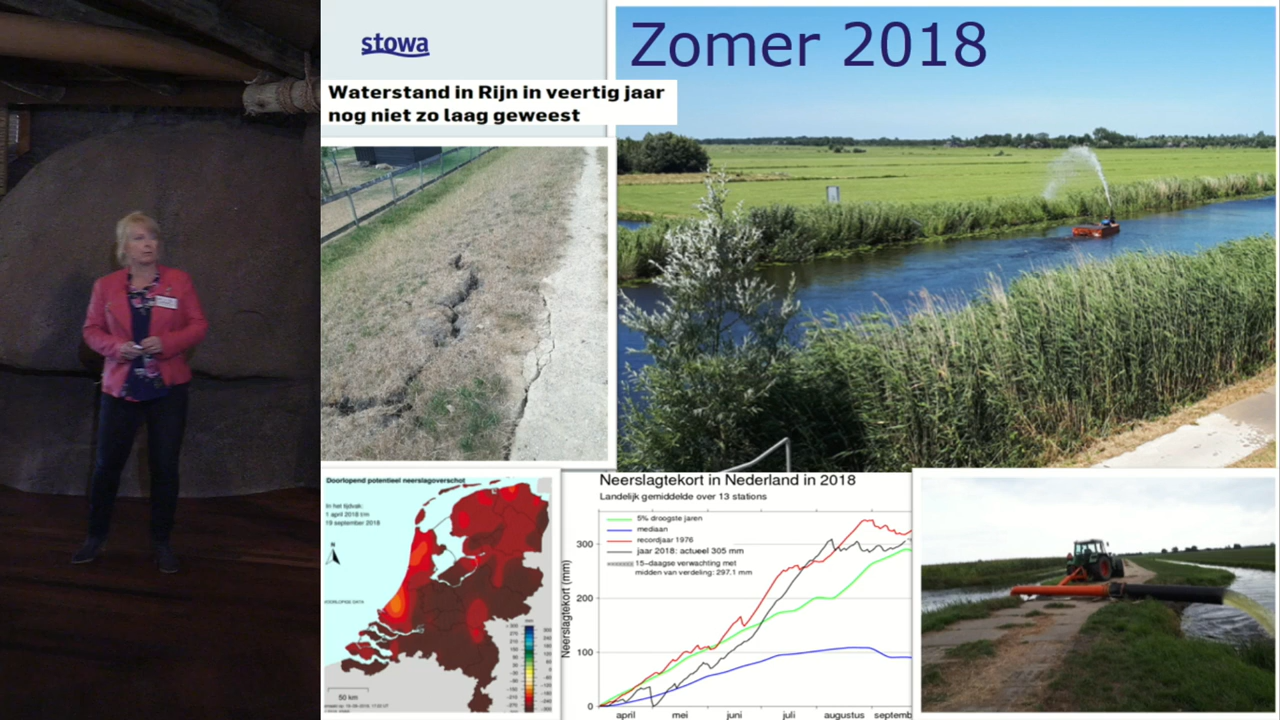 stowa
Zomer 2018
Waterstand in Rijn in veertig jaar
nog niet zo laag geweest
Doorlopend potentieel neerslagoverschot
In het tijdvak:
1 april 2018 t/m
19 september 2018
N
50 km
Neerslagtekort in Nederland in 2018
Landelijk gemiddelde over 13 stations
5% droogste jaren
mediaan
recordjaar 1976
jaar 2018: actueel 305 mm
15-daagse verwachting met
midden van verdeling: 297.1 mm
Neerslagtekort (mm)
300
200
100
0
april mei juni juli augustus septemb